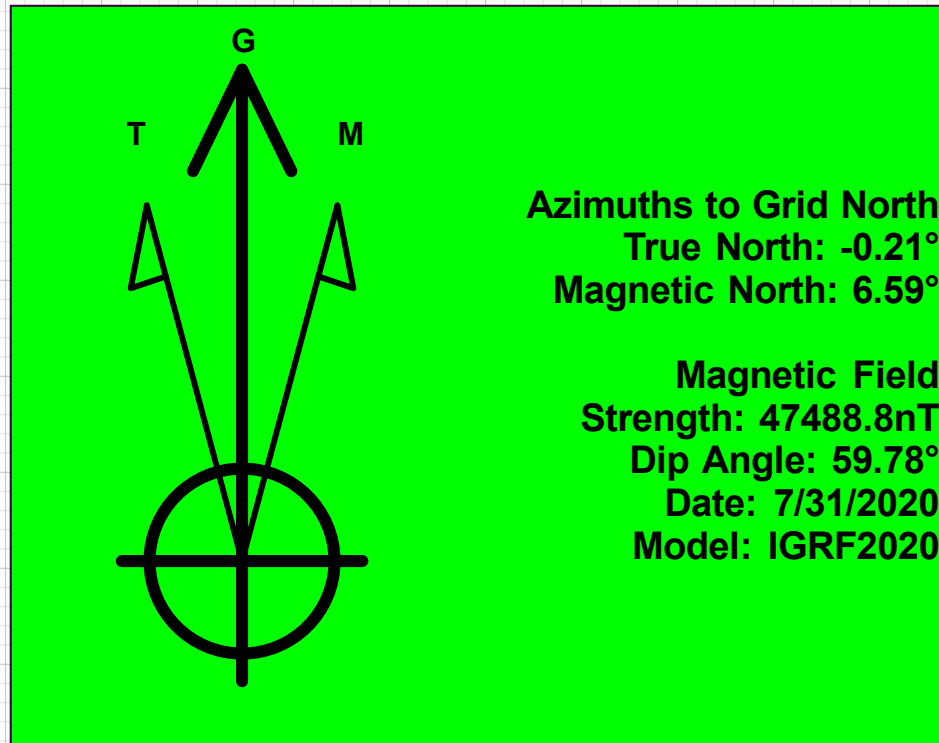 G
T
M
Azimuths to Grid North
True North: -0.21°
Magnetic North: 6.59°
Magnetic Field
Strength: 47488.8nT
Dip Angle: 59.78°
Date: 7/31/2020
Model: IGRF2020